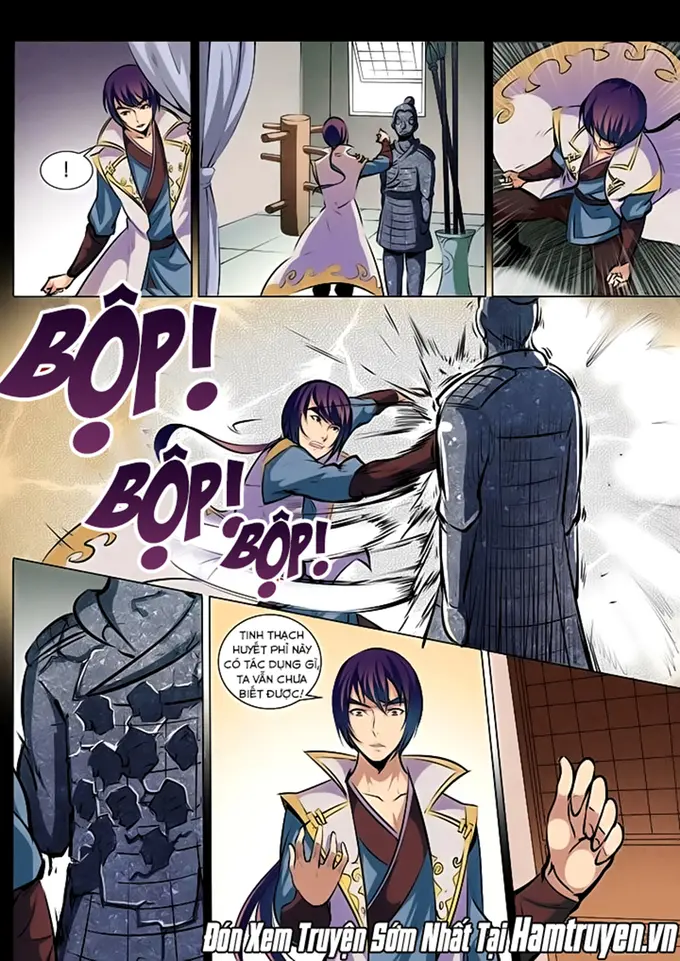 !
BỘP!
BỘP!
BỘP!
TINH THẠCH
HUYẾT PHỈ NÀY
CÓ TÁC DỤNG GÌ,
TA VẪN CHƯA
BIẾT ĐƯỢC!
Đón Xem Truyện Sớm Nhất Tại Hamtruyen.vn